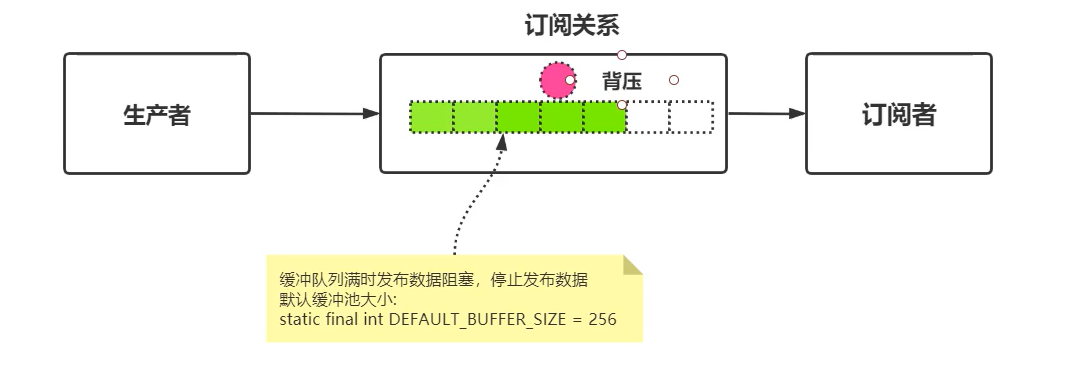 订阅关系
背压
生产者
订阅者
缓冲队列满时发布数据阻塞，停止发布数据
默认缓冲池大小:
static final int DEFAULT_BUFFER_SIZE = 256